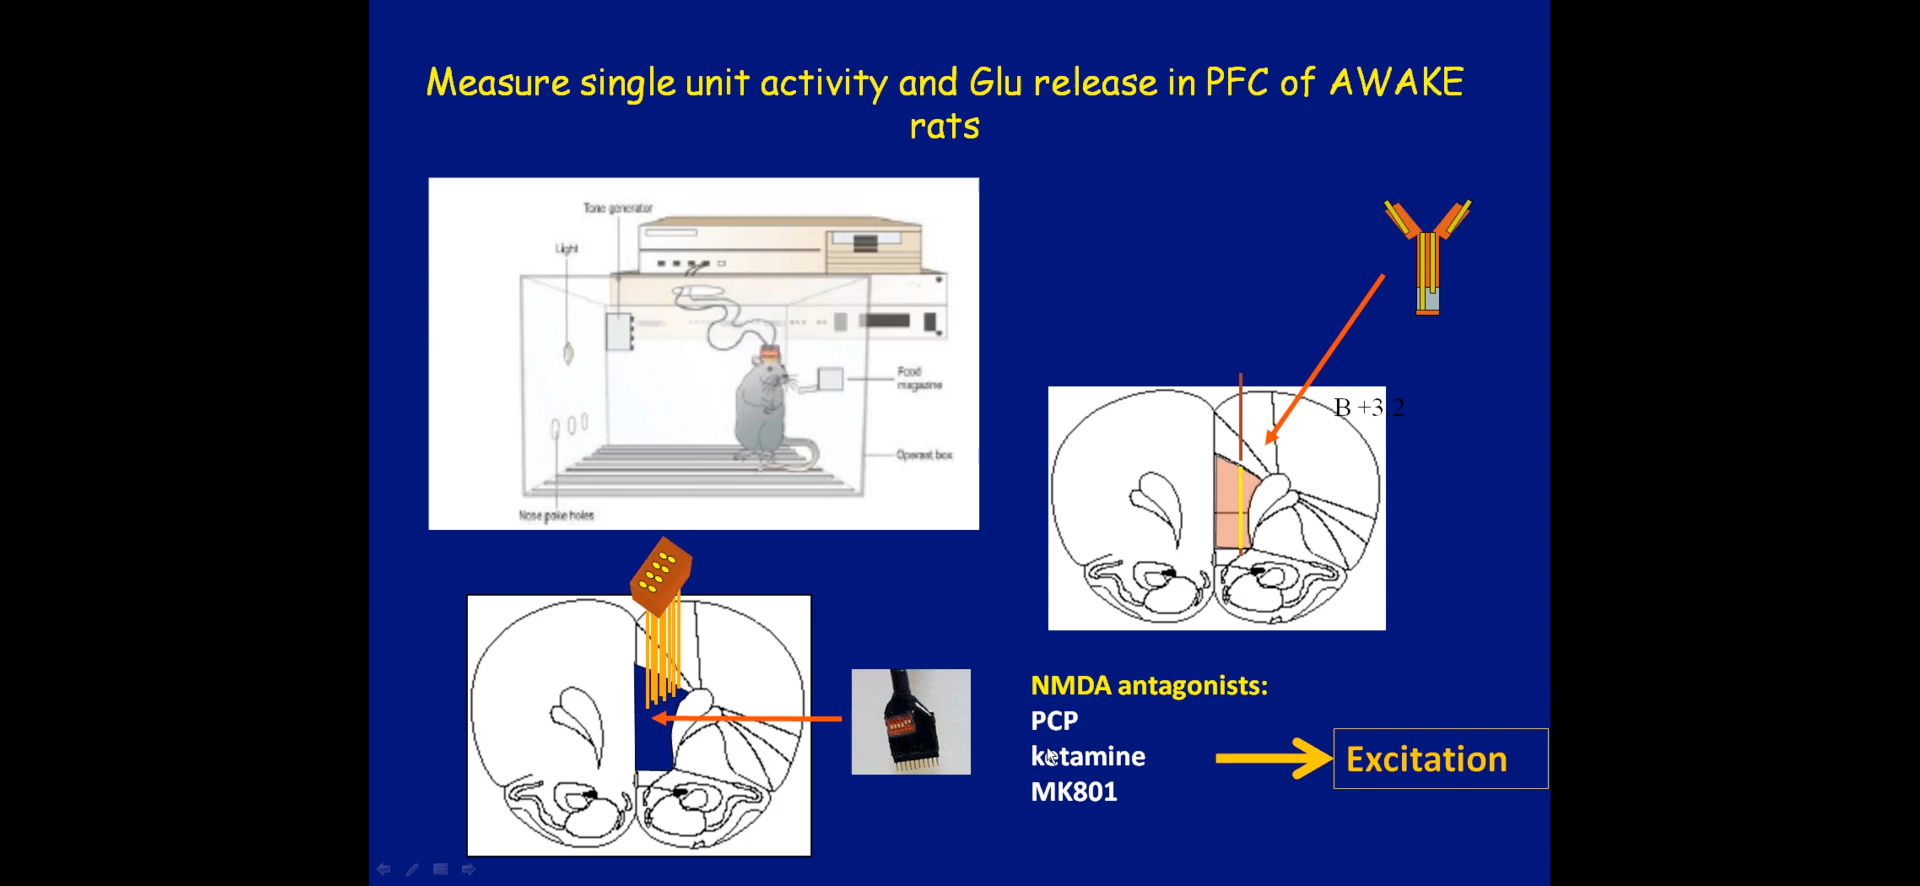 Measure single unit activity and Glu release in PFC of AWAKE
rats
Tone generator
Light
Food
magazine
Operant box
Nose poke holes
B +3.2
NMDA antagonists:
PCP
ketamine
MK801
Excitation